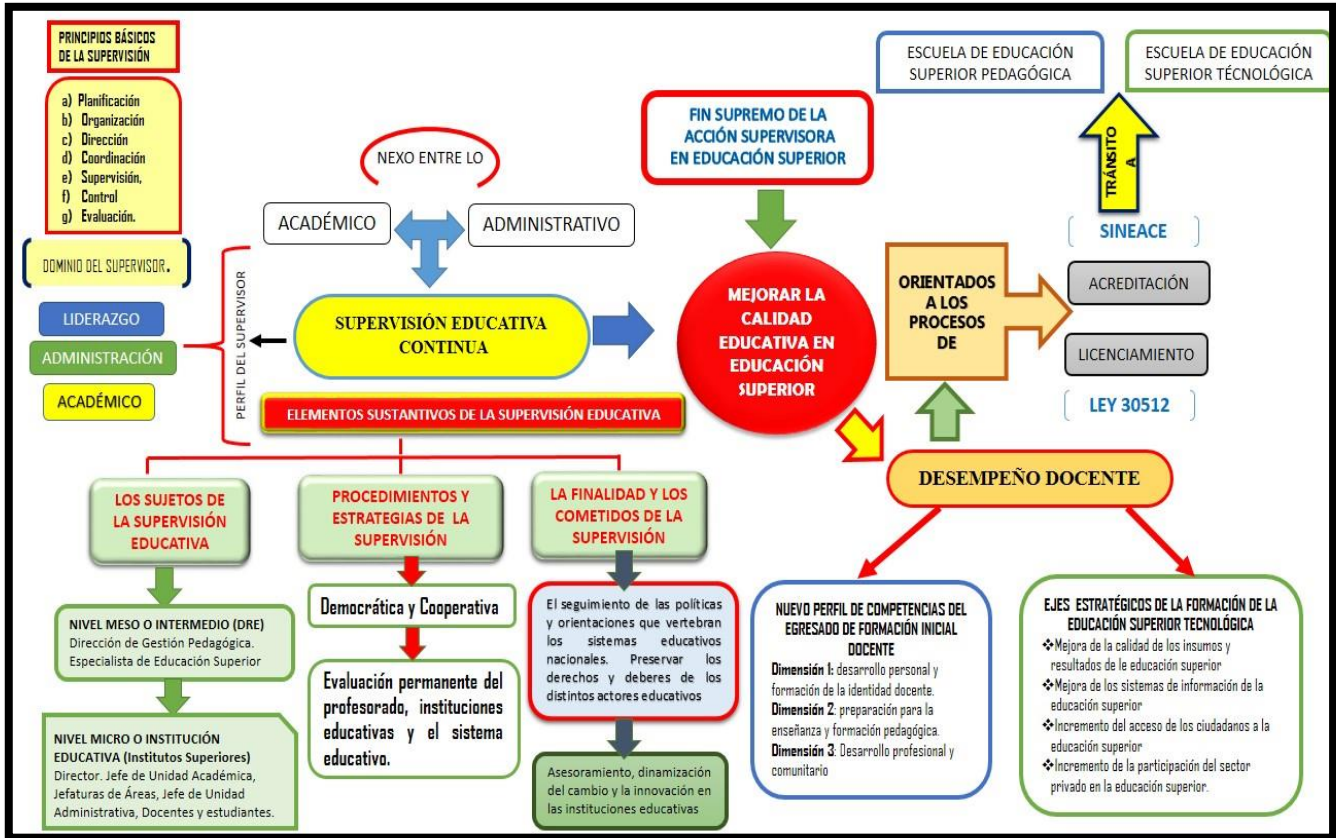 PRINCIPIOS BÁSICOS
DE LA SUPERVISIÓN
a) Planificación
b) Organización
c) Dirección
d) Coordinación
e) Supervisión,
f) Control
g) Evaluación.
DOMINIO DEL SUPERVISOR.
LIDERAZGO
ADMINISTRACIÓN
ACADÉMICO
PERFIL DEL SUPERVISOR
NEXO ENTRE LO
ACADÉMICO
ADMINISTRATIVO
SUPERVISIÓN EDUCATIVA
CONTINUA
FIN SUPREMO DE LA
ACCIÓN SUPERVISORA
EN EDUCACIÓN SUPERIOR
MEJORAR LA
CALIDAD
EDUCATIVA EN
EDUCACIÓN
SUPERIOR
ESCUELA DE EDUCACIÓN
SUPERIOR PEDAGÓGICA
ESCUELA DE EDUCACIÓN
SUPERIOR TÉCNOLÓGICA
TRÁNSITO
A
SINEACE
ORIENTADOS
A LOS
PROCESOS
DE
ACREDITACIÓN
LICENCIAMIENTO
LEY 30512
DESEMPEÑO DOCENTE
ELEMENTOS SUSTANTIVOS DE LA SUPERVISIÓN EDUCATIVA
LOS SUJETOS DE
LA SUPERVISIÓN
EDUCATIVA
NIVEL MESO O INTERMEDIO (DRE)
Dirección de Gestión Pedagógica.
Especialista de Educación Superior
NIVEL MICRO O INSTITUCIÓN
EDUCATIVA (Institutos Superiores)
Director. Jefe de Unidad Académica,
Jefaturas de Áreas, Jefe de Unidad
Administrativa, Docentes y estudiantes.
PROCEDIMIENTOS Y
ESTRATEGIAS DE LA
SUPERVISIÓN
Democrática y Cooperativa
Evaluación permanente del
profesorado, instituciones
educativas y el sistema
educativo.
LA FINALIDAD Y LOS
COMETIDOS DE LA
SUPERVISIÓN
El seguimiento de las políticas
y orientaciones que vertebran
los sistemas educativos
nacionales. Preservar los
derechos y deberes de los
distintos actores educativos
Asesoramiento, dinamización
del cambio y la innovación en
las instituciones educativas
NUEVO PERFIL DE COMPETENCIAS DEL
EGRESADO DE FORMACIÓN INICIAL
DOCENTE
Dimensión 1: desarrollo personal y
formación de la identidad docente.
Dimensión 2: preparación para la
enseñanza y formación pedagógica.
Dimensión 3: Desarrollo profesional y
comunitario
EJES ESTRATÉGICOS DE LA FORMACIÓN DE LA
EDUCACIÓN SUPERIOR TECNOLÓGICA
❖Mejora de la calidad de los insumos y
resultados de le educación superior
❖Mejora de los sistemas de información de la
educación superior
❖Incremento del acceso de los ciudadanos a la
educación superior
❖Incremento de la participación del sector
privado en la educación superior.